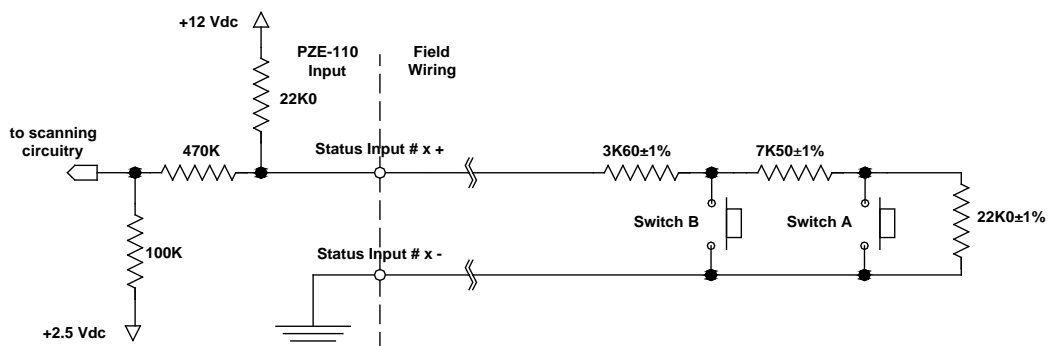 +12 Vdc
PZE-110
Input
Field
Wiring
22K0
to scanning
circuitry
470K
Status Input # x +
3K60±1%
7K50±1%
Switch B
Switch A
22K0±1%
100K
Status Input # x -
+2.5 Vdc